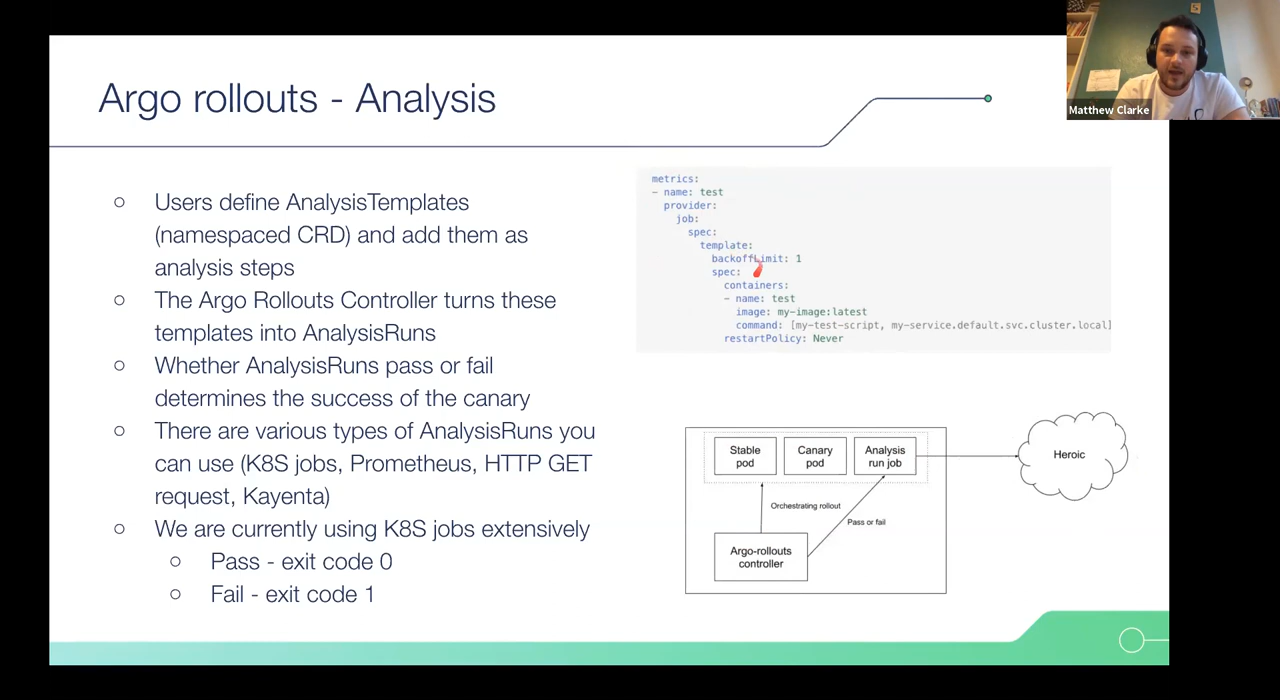 Matthew Clarke
Argo rollouts - Analysis
○ Users define AnalysisTemplates
(namespaced CRD) and add them as
analysis steps
○ The Argo Rollouts Controller turns these
templates into AnalysisRuns
○ Whether AnalysisRuns pass or fail
determines the success of the canary
○ There are various types of AnalysisRuns you
can use (K8S jobs, Prometheus, HTTP GET
request, Kayenta)
○ We are currently using K8S jobs extensively
○ Pass - exit code 0
○ Fail - exit code 1
metrics:
- name: test
provider:
job:
spec:
template:
backoffLimit: 1
spec:
containers:
- name: test
image: my-image:latest
command: [my-test-script, my-service.default.svc.cluster.local]
restartPolicy: Never
Stable
pod
Canary
pod
Analysis
run job
Heroic
Orchestrating rollout
Pass or fail
Argo-rollouts
controller